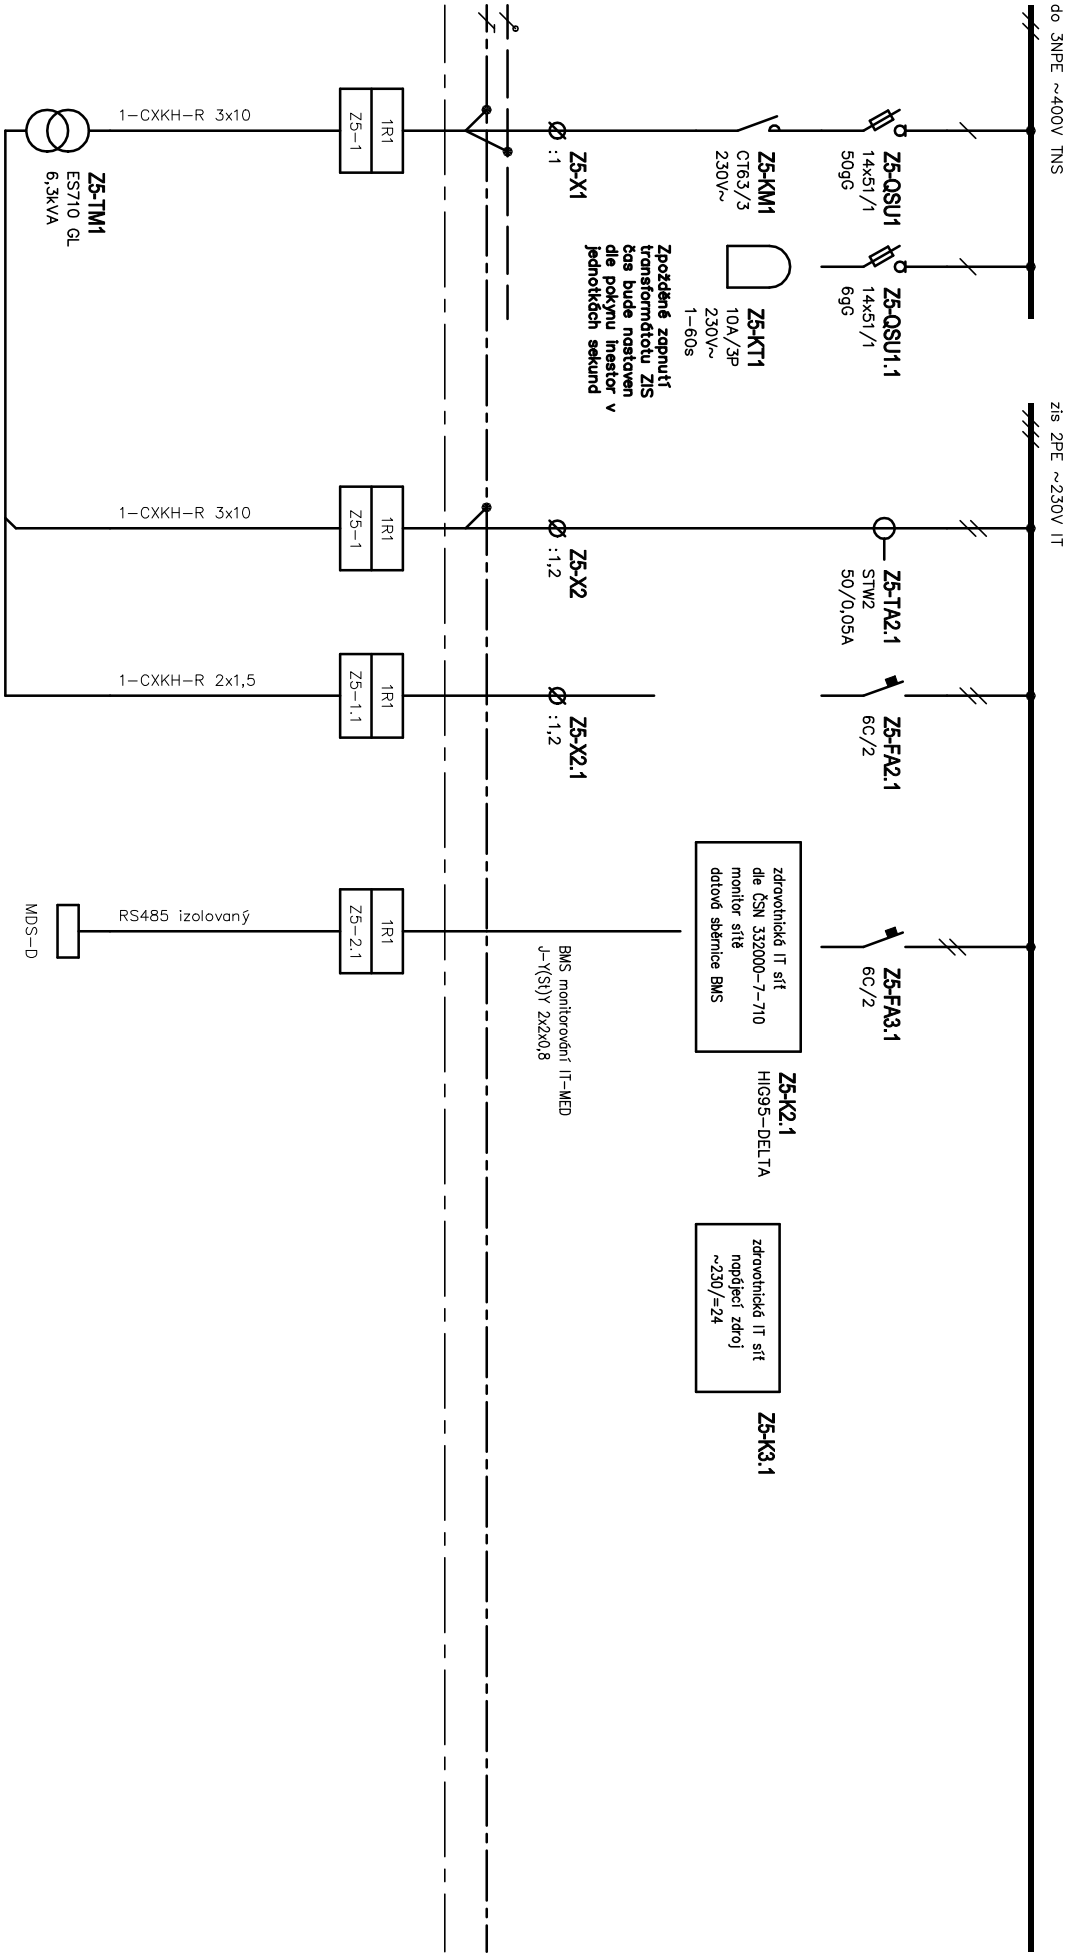 do 3NPE ~400V TNS
zis 2PE ~230V IT
Z5-QSU1
14x51/1
50gG
Z5-QSU1.1
14x51/1
6gG
Z5-KM1
CT63/3
230V~
Z5-KT1
10A/3P
230V~
1-60s
Zpožděné zapnutí
transformátotu ZIS
čas bude nastaven
dle pokynu inestor v
jednotkách sekund
Z5-X1
:1
1R1
Z5-1
1-CXKH-R 3x10
Z5-TM1
ES710 GL
6,3kVA
Z5-TA2.1
STW2
50/0,05A
Z5-X2
:1,2
1R1
Z5-1
1-CXKH-R 3x10
Z5-FA2.1
6C/2
Z5-X2.1
:1,2
1R1
Z5-1.1
1-CXKH-R 2x1,5
Z5-FA3.1
6C/2
zdravotnická IT síť
dle ČSN 332000-7-710
monitor sítě
datová sběrnice BMS
Z5-K2.1
HIG95-DELTA
BMS monitorování IT-MED
J-Y(St)Y 2x2x0,8
1R1
Z5-2.1
RS485 izolovaný
MDS-D
zdravotnická IT síť
napájecí zdroj
~230/=24
Z5-K3.1